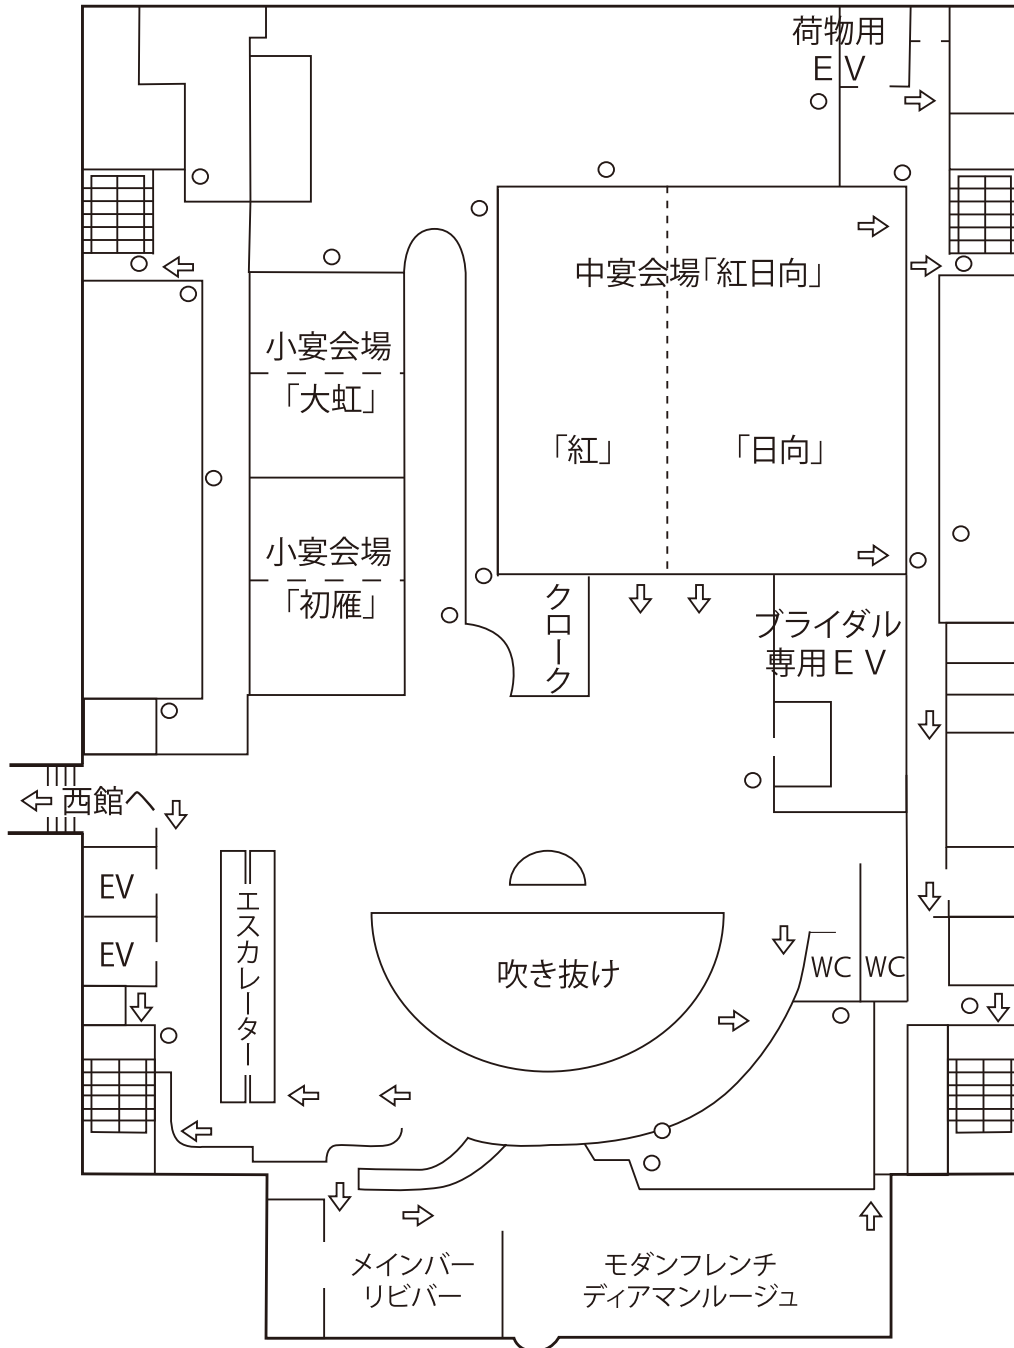 荷物用
ＥＶ
中宴会場「紅日向」
小宴会場
「大虹」
「紅」
「日向」
小宴会場
「初雁」
クローク
ブライダル
専用ＥＶ
西館へ
EV
エスカレーター
EV
吹き抜け
WC
WC
メインバー
リビバー
モダンフレンチ
ディアマンルージュ